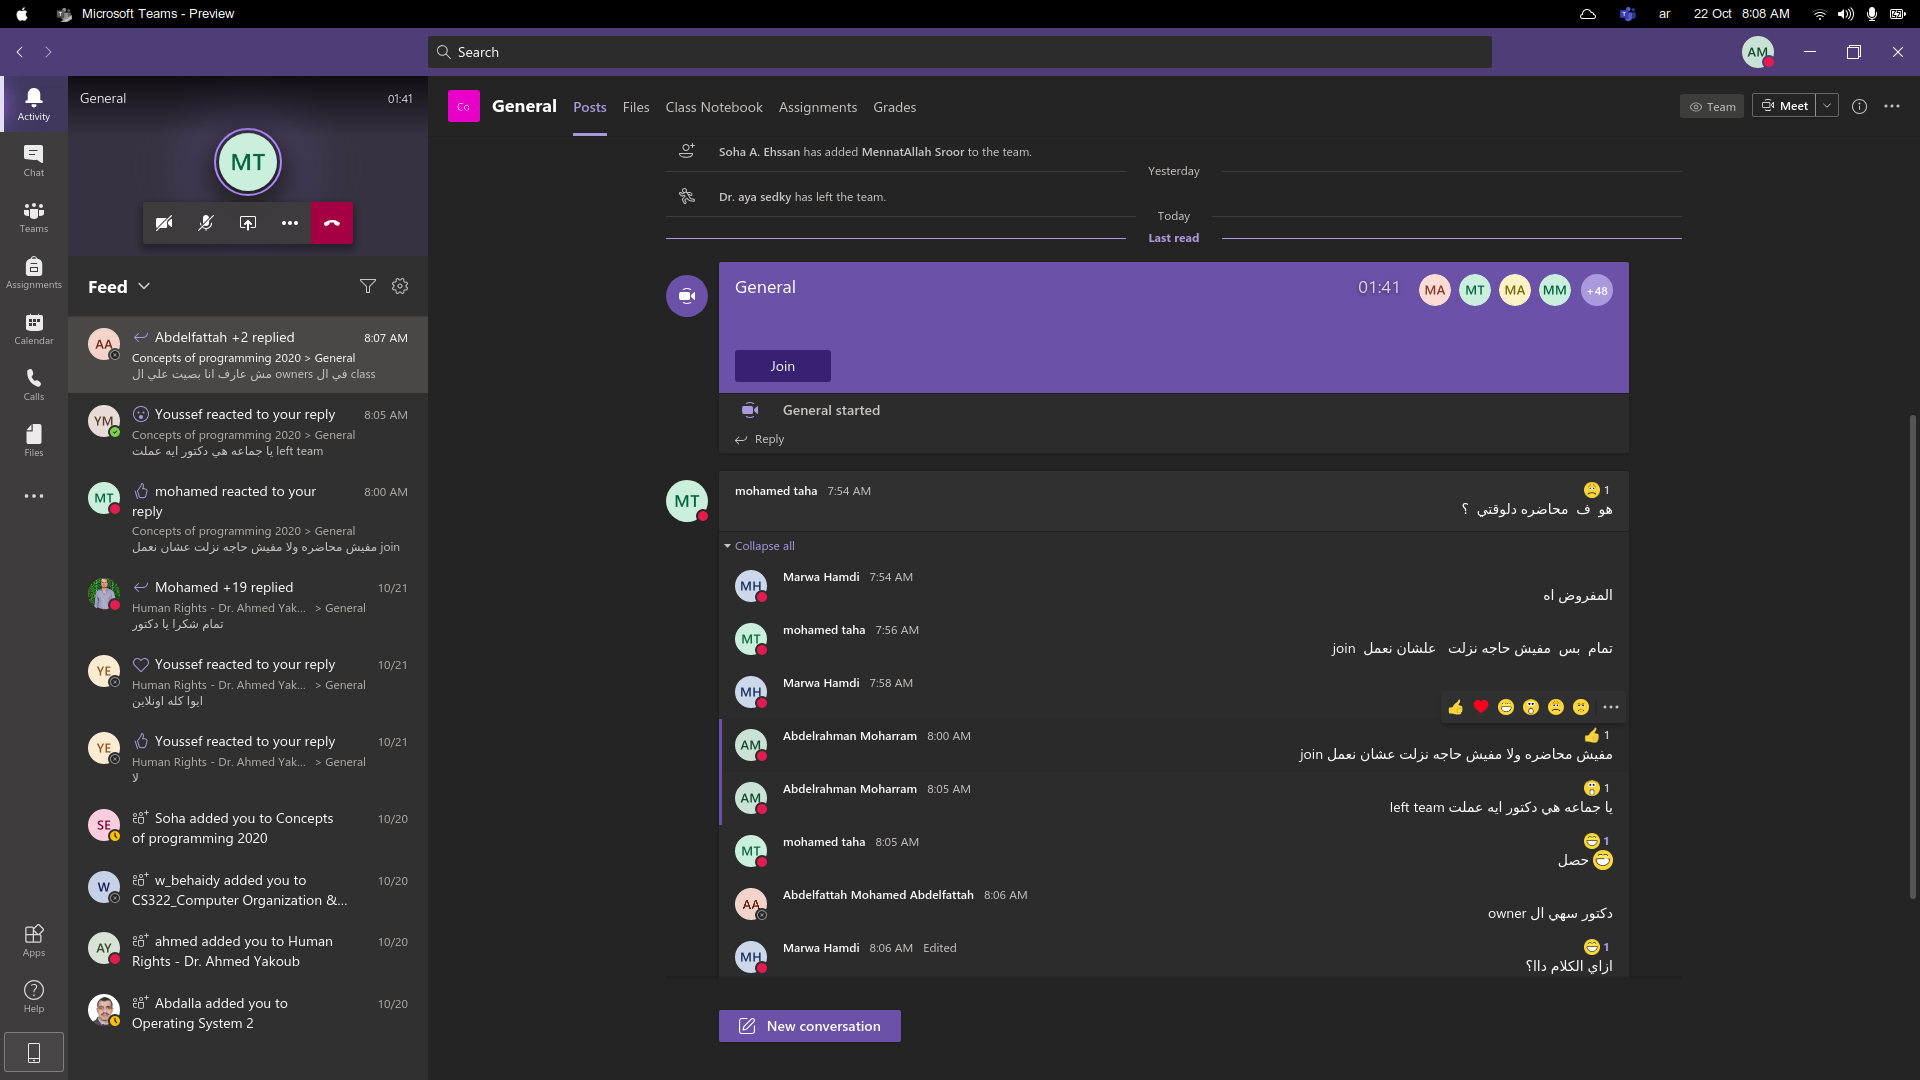 Microsoft Teams - Preview
ar
22 Oct 8:08 AM
Search
AM
Activity
Chat
Teams
Assignments
Calendar
Calls
Files
Apps
Help
General
01:41
MT
Feed
AA
Abdelfattah +2 replied
8:07 AM
Concepts of programming 2020 > General
مش عارف انا بصيت علي ال owners في ال class
YM
Youssef reacted to your reply
8:05 AM
Concepts of programming 2020 > General
يا جماعه هي دكتور ايه عملت left team
MT
mohamed reacted to your
reply
8:00 AM
Concepts of programming 2020 > General
مفيش محاضره ولا مفيش حاجه نزلت عشان نعمل join
Mohamed +19 replied
10/21
Human Rights - Dr. Ahmed Yak... > General
تمام شكرا يا دكتور
YE
Youssef reacted to your reply
10/21
Human Rights - Dr. Ahmed Yak... > General
ايوا كله اونلاين
YE
Youssef reacted to your reply
10/21
Human Rights - Dr. Ahmed Yak... > General
لا
SE
Soha added you to Concepts
of programming 2020
10/20
W
w_behaidy added you to
CS322_Computer Organization &...
10/20
AY
ahmed added you to Human
Rights - Dr. Ahmed Yakoub
10/20
Abdalla added you to
Operating System 2
10/20
Co
General
Posts
Files
Class Notebook
Assignments
Grades
Team
Meet
Soha A. Ehssan has added MennatAllah Sroor to the team.
Yesterday
Dr. aya sedky has left the team.
Today
Last read
General
01:41
MA
MT
MA
MM
+48
Join
General started
Reply
MT
mohamed taha 7:54 AM
1
هو ف محاضره دلوقتي ؟
Collapse all
MH
Marwa Hamdi 7:54 AM
المفروض اه
MT
mohamed taha 7:56 AM
تمام بس مفيش حاجه نزلت علشان نعمل join
MH
Marwa Hamdi 7:58 AM
AM
Abdelrahman Moharram 8:00 AM
1
مفيش محاضره ولا مفيش حاجه نزلت عشان نعمل join
AM
Abdelrahman Moharram 8:05 AM
1
يا جماعه هي دكتور ايه عملت left team
MT
mohamed taha 8:05 AM
1
حصل
AA
Abdelfattah Mohamed Abdelfattah 8:06 AM
دكتور سهي ال owner
MH
Marwa Hamdi 8:06 AM Edited
1
ازاي الكلام داا؟
New conversation